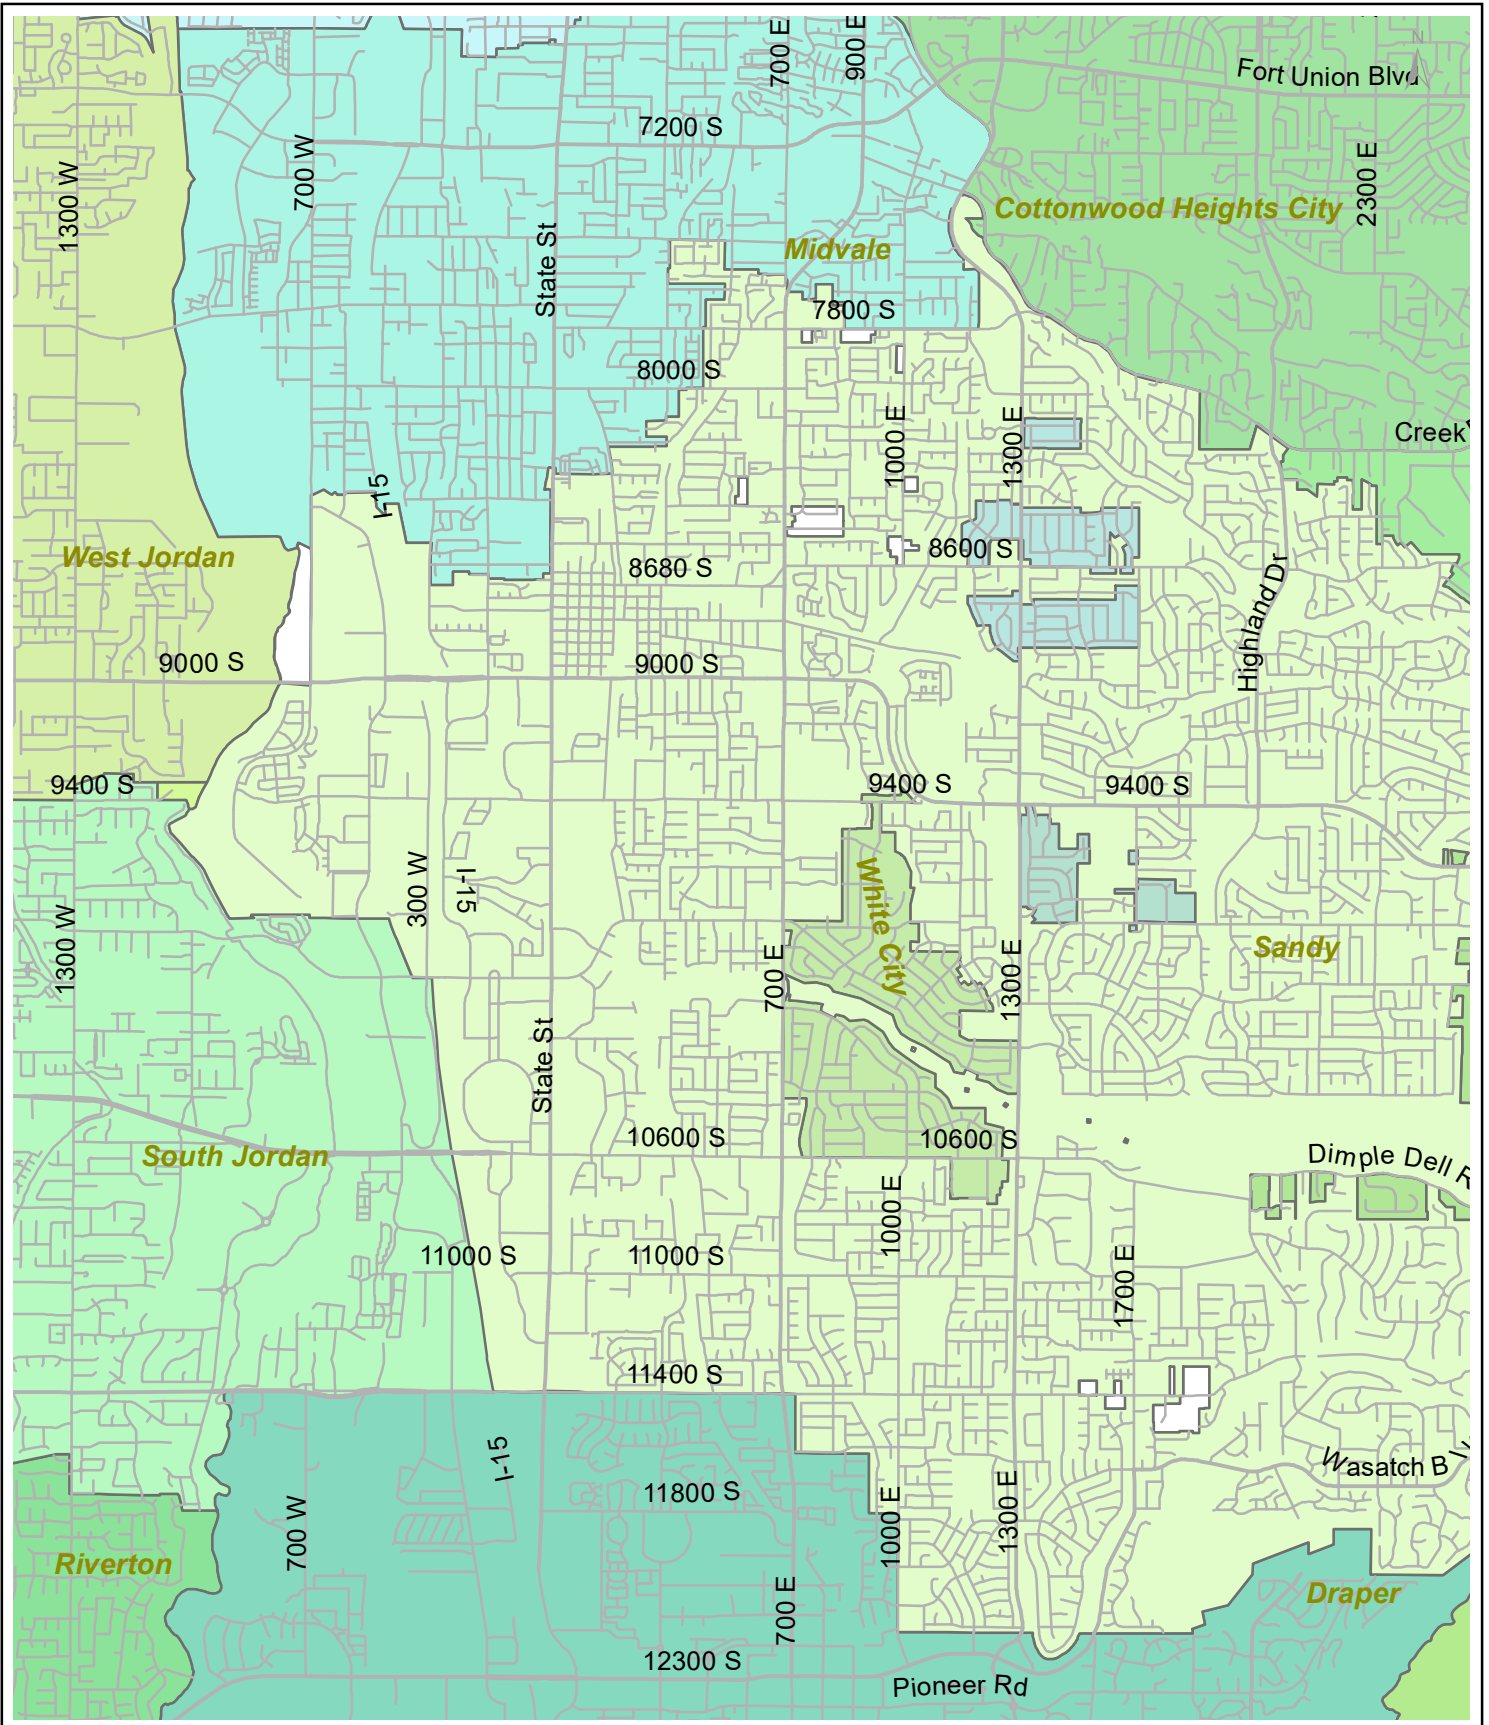 700 E
900 E
N
Fort Union Blvd
7200 S
700 W
1300 W
2300 E
Cottonwood Heights City
Midvale
State St
7800 S
8000 S
1000 E
1300 E
Creek
I-15
West Jordan
8600 S
8680 S
Highland Dr
9000 S
9000 S
9400 S
9400 S
9400 S
300 W
I-15
White City
1300 W
Sandy
700 E
1300 E
State St
10600 S
10600 S
South Jordan
Dimple Dell R
1000 E
11000 S
11000 S
1700 E
11400 S
I-15
Wasatch Blv
11800 S
1000 E
1300 E
700 W
Riverton
700 E
Draper
12300 S
Pioneer Rd